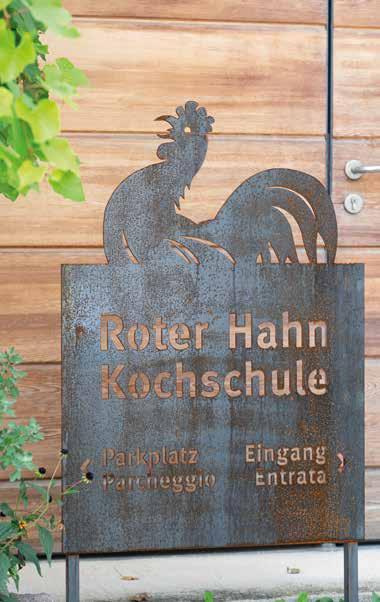 Roter Hahn
Kochschule
Parkplatz
Parcheggio
Eingang
Entrata